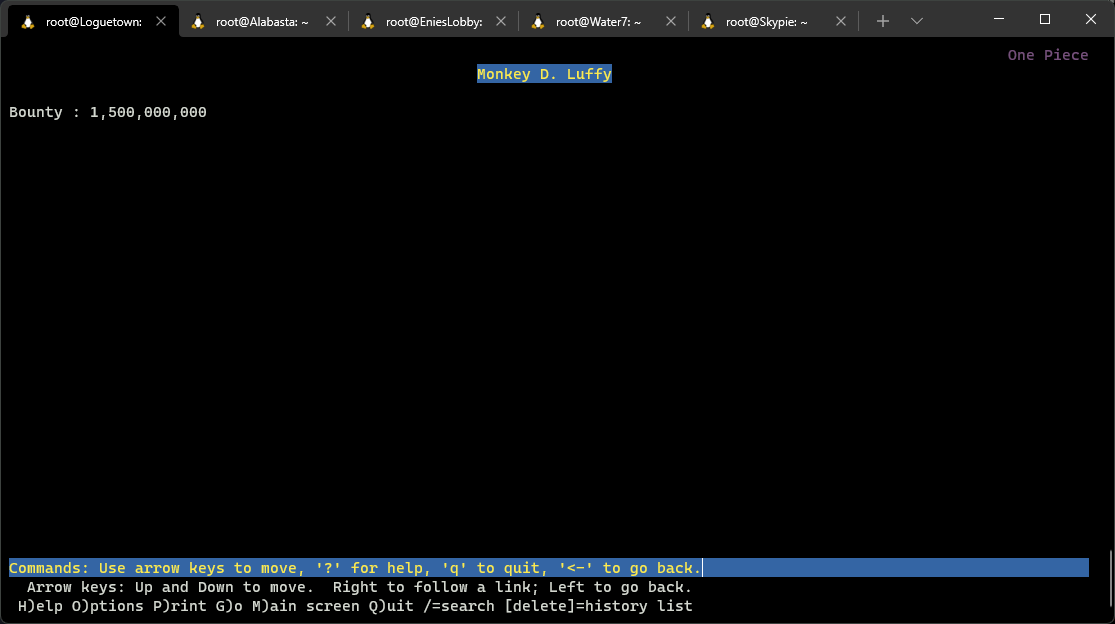 root@Loguetown: root@Alabasta: ~ root@EniesLobby: root@Water7: ~ root@Skypie: ~
One Piece
Monkey D. Luffy
Bounty : 1,500,000,000
Commands: Use arrow keys to move, '?' for help, 'q' to quit, '<-' to go back.
Arrow keys: Up and Down to move.  Right to follow a link; Left to go back.
H)elp O)ptions P)rint G)o M)ain screen Q)uit /=search [delete]=history list